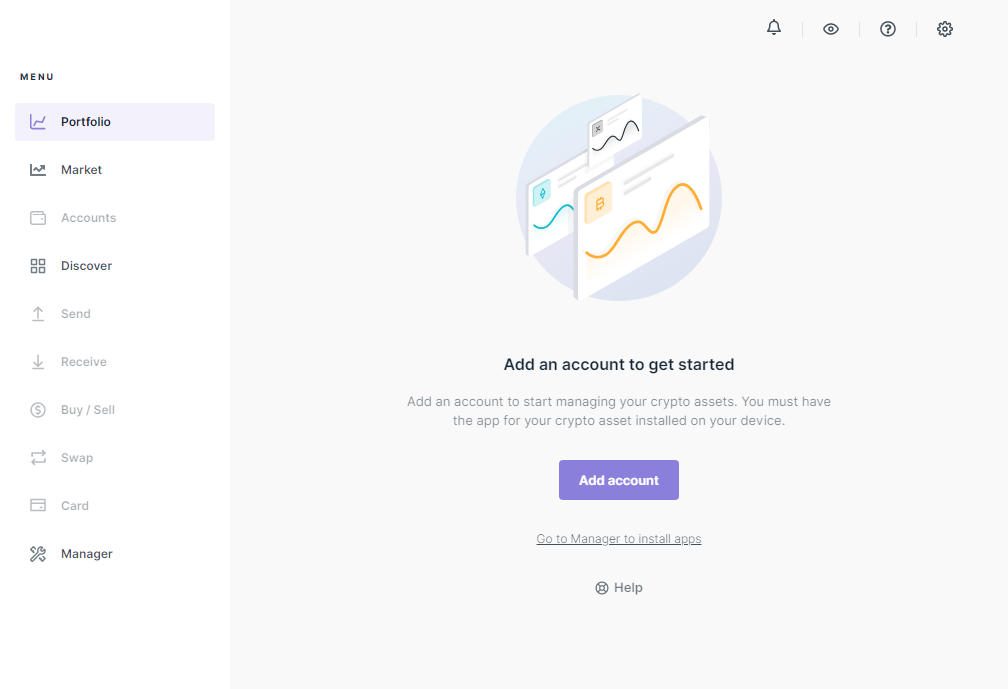 MENU
Portfolio
Market
Accounts
Discover
Send
Receive
Buy / Sell
Swap
Card
Manager
Add an account to get started
Add an account to start managing your crypto assets. You must have
the app for your crypto asset installed on your device.
Add account
Go to Manager to install apps
Help